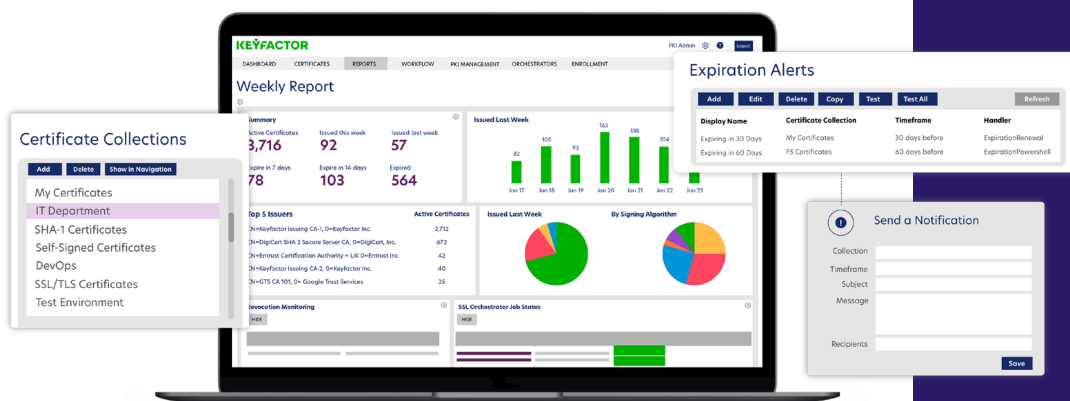 KEYFACTOR
PKI Admin
Logout
DASHBOARD CERTIFICATES REPORTS WORKFLOW PKI MANAGEMENT ORCHESTRATORS ENROLLMENT
Weekly Report
Summary
Active Certificates Issued this week Issued last week
3,716 92 57
Expire in 7 days Expire in 14 days Expired
78 103 564
Issued Last Week
82 105 93 163 138 104
Jan 17 Jan 18 Jan 19 Jan 20 Jan 21 Jan 22 Jan 23
Top 5 Issuers Active Certificates
CN=Keyfactor Issuing CA-1, O=Keyfactor Inc. 2,712
CN=DigiCert SHA 2 Secure Server CA, O=DigiCert, Inc. 672
CN=Entrust Certification Authority = LiK O=Entrust Inc. 42
CN=Keyfactor Issuing CA-2, O=Keyfactor Inc. 40
CN=GTS CA 101, O= Google Trust Services 25
Issued Last Week
By Signing Algorithm
Revocation Monitoring
HIDE
SSL Orchestrator Job Status
HIDE
Certificate Collections
Add Delete Show in Navigation
My Certificates
IT Department
SHA-1 Certificates
Self-Signed Certificates
DevOps
SSL/TLS Certificates
Test Environment
Expiration Alerts
Add Edit Delete Copy Test Test All Refresh
Display Name Certificate Collection Timeframe Handler
Expiring in 30 Days My Certificates 30 days before ExpirationRenewal
Expiring in 60 Days F5 Certificates 60 days before ExpirationPowershell
Send a Notification
Collection
Timeframe
Subject
Message
Recipients
Save